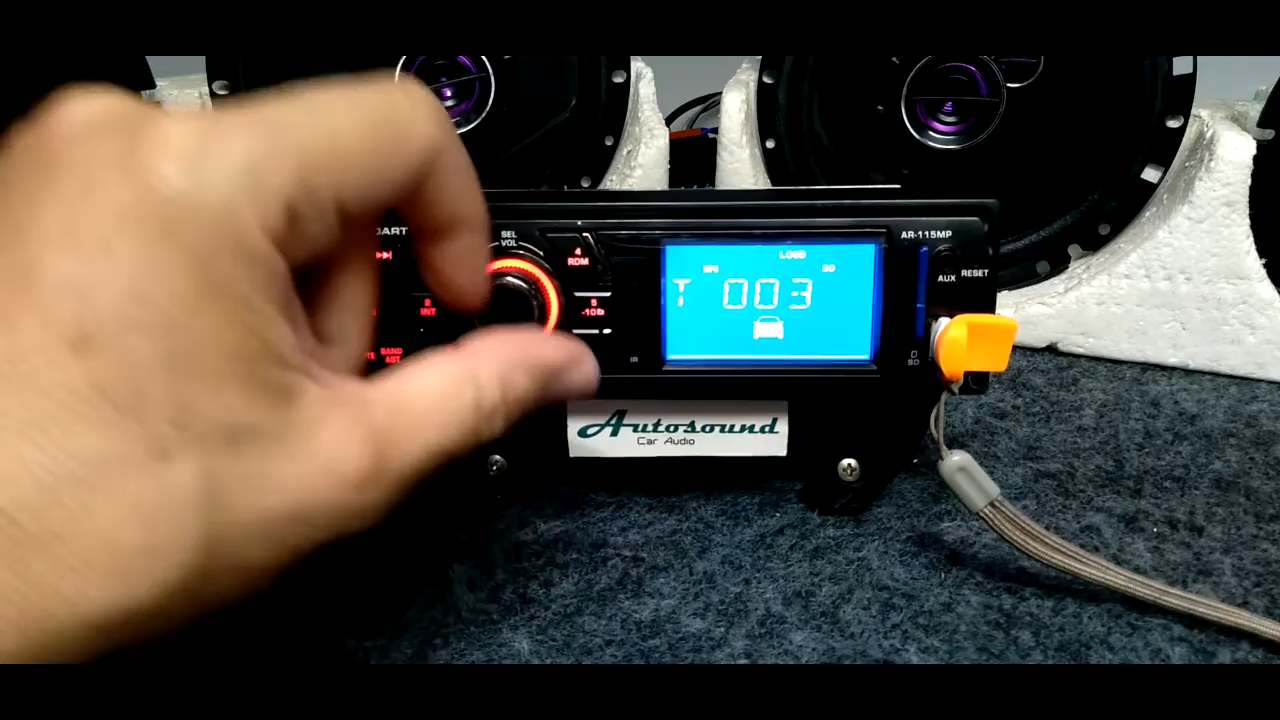 DART
SEL
VOL
4
RDM
2
INT
5
-10
BAND
AST
LOUD
MP3
SD
T 003
IR
AR-115MP
AUX
RESET
SD
Autosound
Car Audio